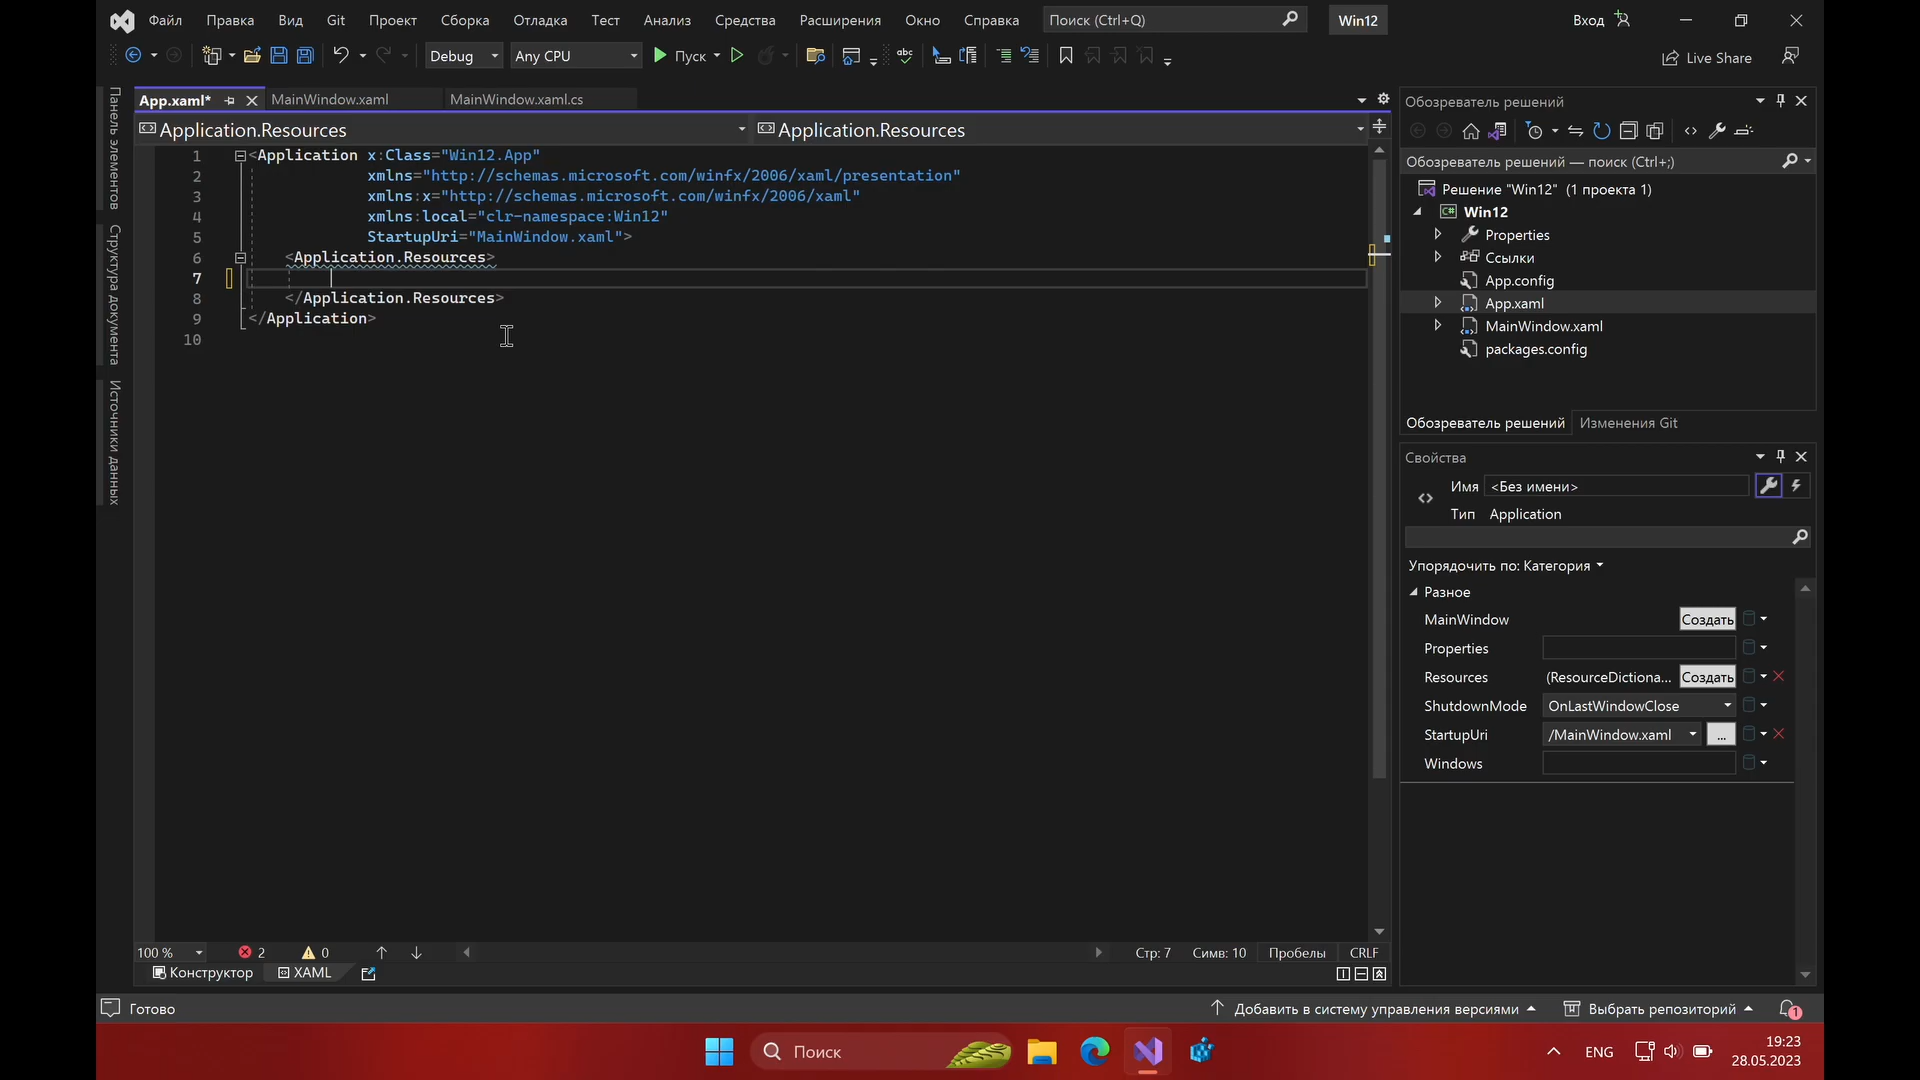 Файл Правка Вид Git Проект Сборка Отладка Тест Анализ Средства Расширения Окно Справка Поиск (Ctrl+Q) Win12 Вход
Debug Any CPU Пуск abc Live Share
App.xaml* MainWindow.xaml MainWindow.xaml.cs
Application.Resources Application.Resources
1 <Application x:Class="Win12.App"
2 xmlns="http://schemas.microsoft.com/winfx/2006/xaml/presentation"
3 xmlns:x="http://schemas.microsoft.com/winfx/2006/xaml"
4 xmlns:local="clr-namespace:Win12"
5 StartupUri="MainWindow.xaml">
6 <Application.Resources>
7
8 </Application.Resources>
9 </Application>
10
Панель элементов
Структура документа
Источники данных
100 % 2 0 Стр: 7 Симв: 10 Пробелы CRLF
Конструктор XAML
Обозреватель решений
Обозреватель решений — поиск (Ctrl+;)
Решение "Win12" (1 проекта 1)
C# Win12
Properties
Ссылки
App.config
App.xaml
MainWindow.xaml
packages.config
Обозреватель решений Изменения Git
Свойства
Имя <Без имени>
Тип Application
Упорядочить по: Категория
Разное
MainWindow Создать
Properties
Resources (ResourceDictiona... Создать
ShutdownMode OnLastWindowClose
StartupUri /MainWindow.xaml ...
Windows
Готово Добавить в систему управления версиями Выбрать репозиторий 1
Поиск ENG 19:23
28.05.2023